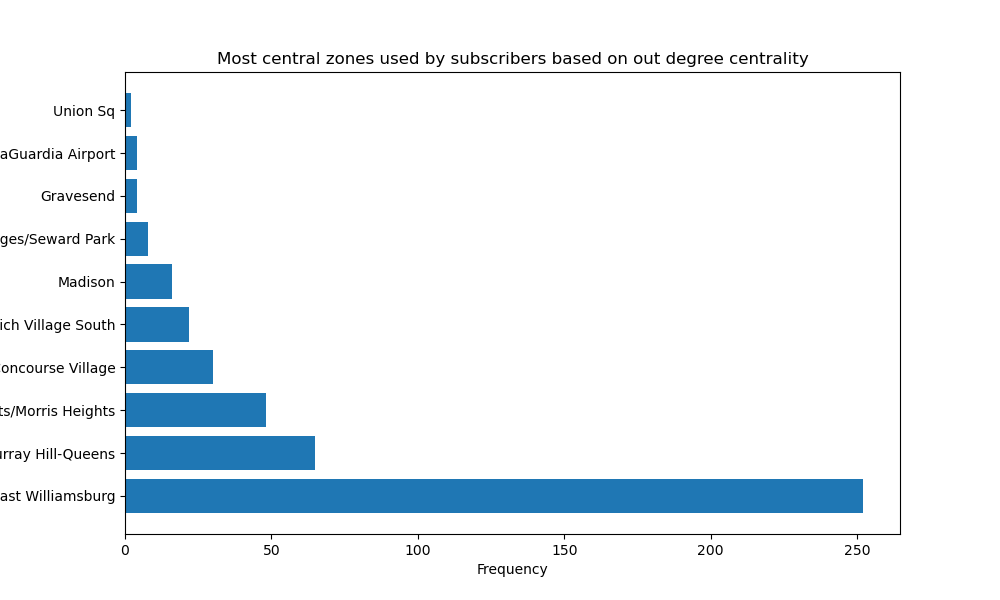 Most central zones used by subscribers based on out degree centrality
Union Sq
aGuardia Airport
Gravesend
ges/Seward Park
Madison
ich Village South
Concourse Village
ts/Morris Heights
urray Hill-Queens
ast Williamsburg
0 50 100 150 200 250
Frequency